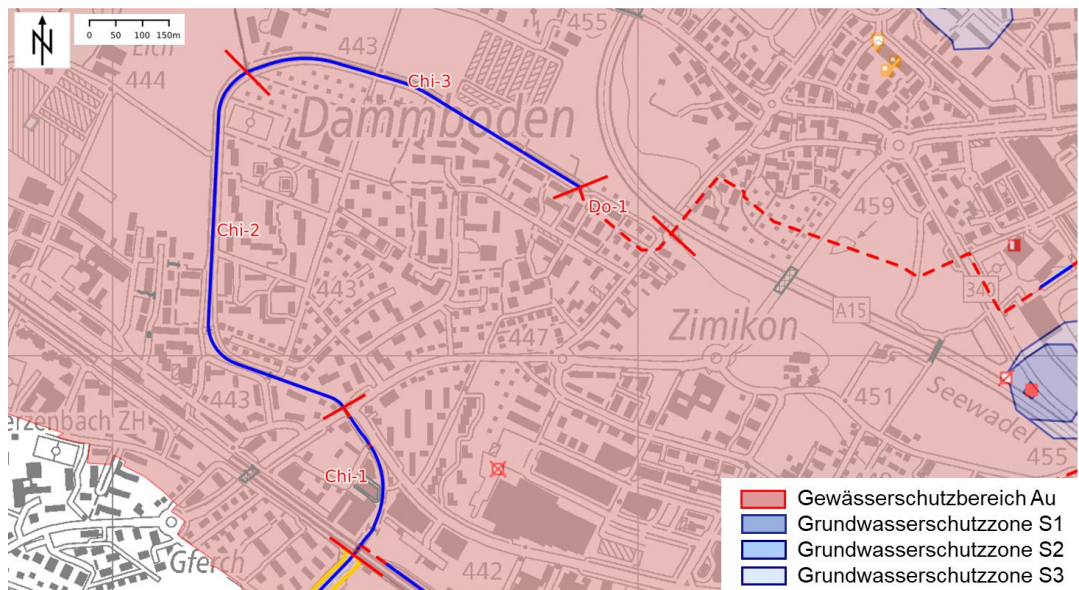 N
0 50 100 150m
Eich
443
455
444
Chi-3
Dammboden
Do-1
459
Chi-2
443
340
A15
447
Zimikon
443
451
Seewadel
erzenbach ZH
455
Chi-1
Gferch
442
Gewässerschutzbereich Au
Grundwasserschutzzone S1
Grundwasserschutzzone S2
Grundwasserschutzzone S3